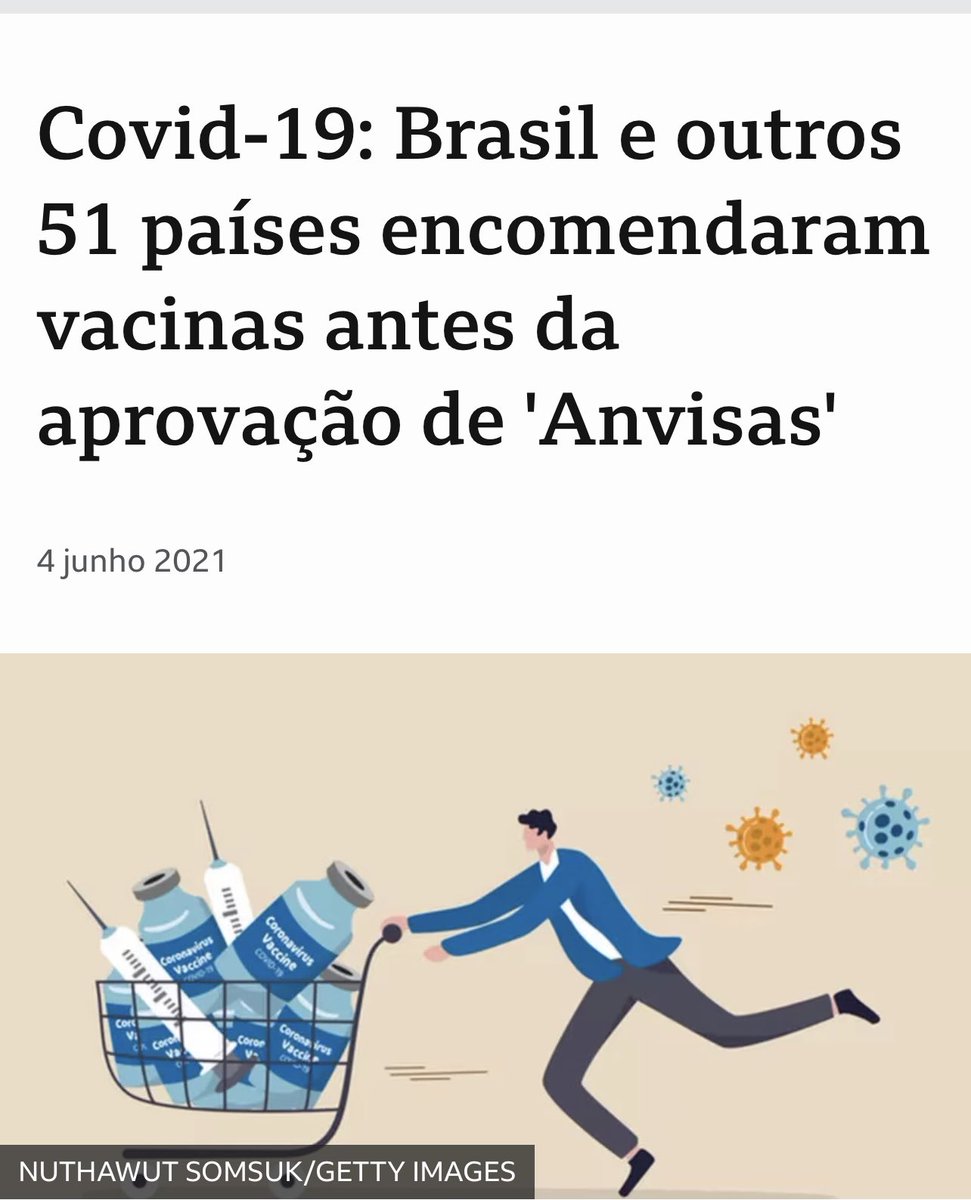 Covid-19: Brasil e outros
51 países encomendaram
vacinas antes da
aprovação de 'Anvisas'
4 junho 2021
Coronavirus
Vaccine
COVID-19
Coronavirus
Vaccine
COVID-19
Coronavirus
NUTHAWUT SOMSUK/GETTY IMAGES